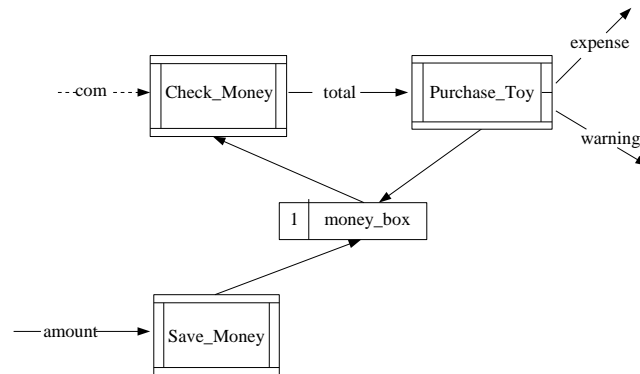 expense
com
Check_Money
total
Purchase_Toy
warning
1
money_box
amount
Save_Money